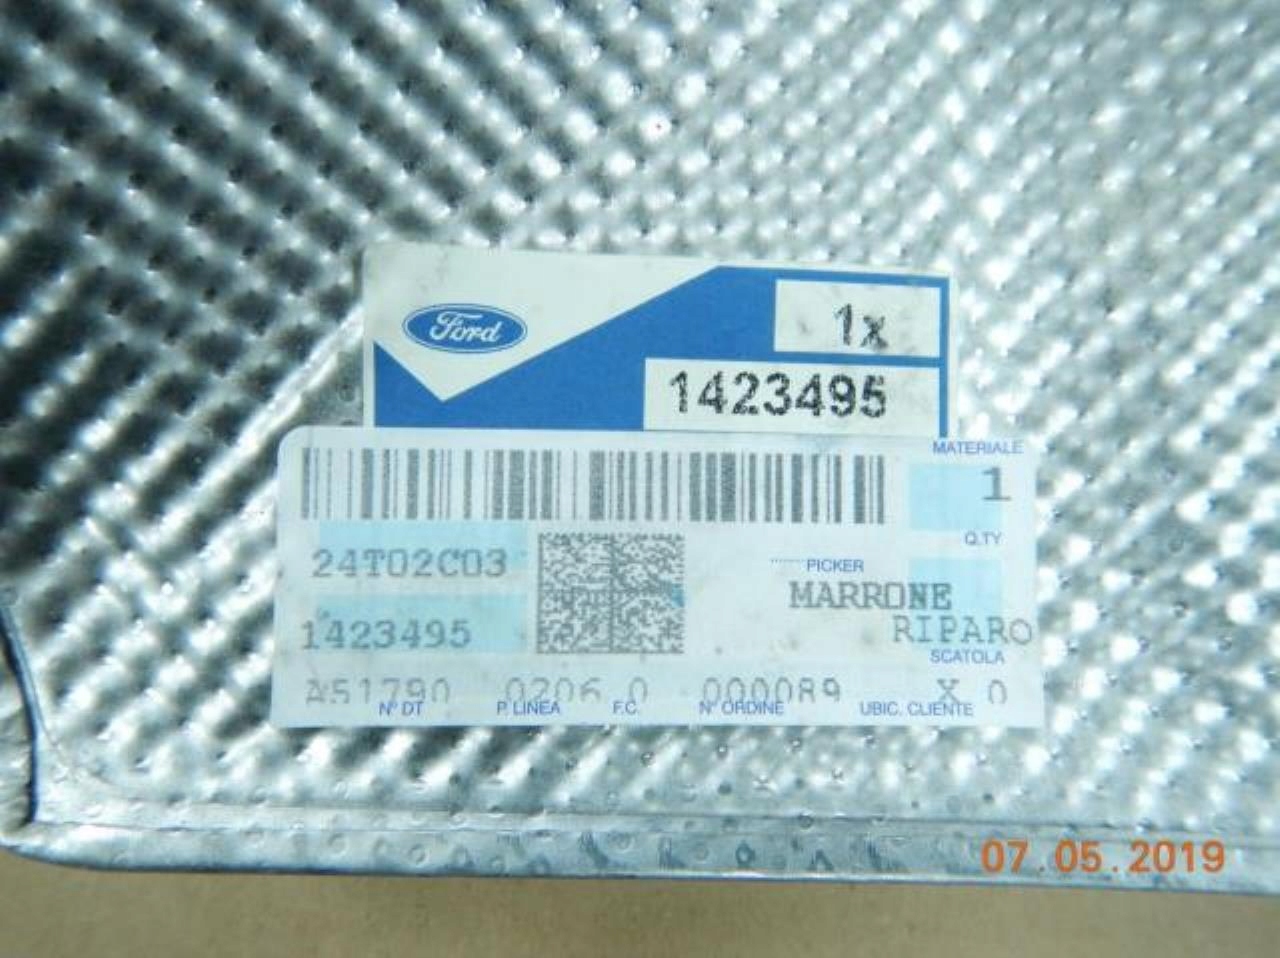 Ford
1x
1423495
MATERIALE
1
Q.TY
24T02C03
PICKER
MARRONE
1423495
RIPARO
SCATOLA
A51790 0206 0 000089 X 0
N° DT P. LINEA F.C. N° ORDINE UBIC. CLIENTE
07.05.2019